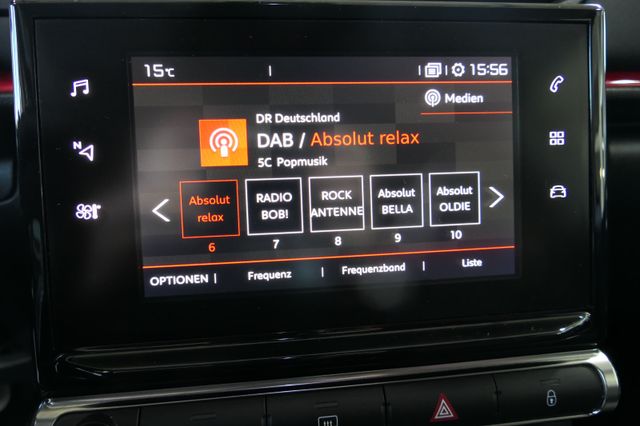 15°C
15:56
Medien
DR Deutschland
DAB / Absolut relax
5C Popmusik
Absolut relax
RADIO BOB!
ROCK ANTENNE
Absolut BELLA
Absolut OLDIE
6 7 8 9 10
OPTIONEN | Frequenz | Frequenzband | Liste
N